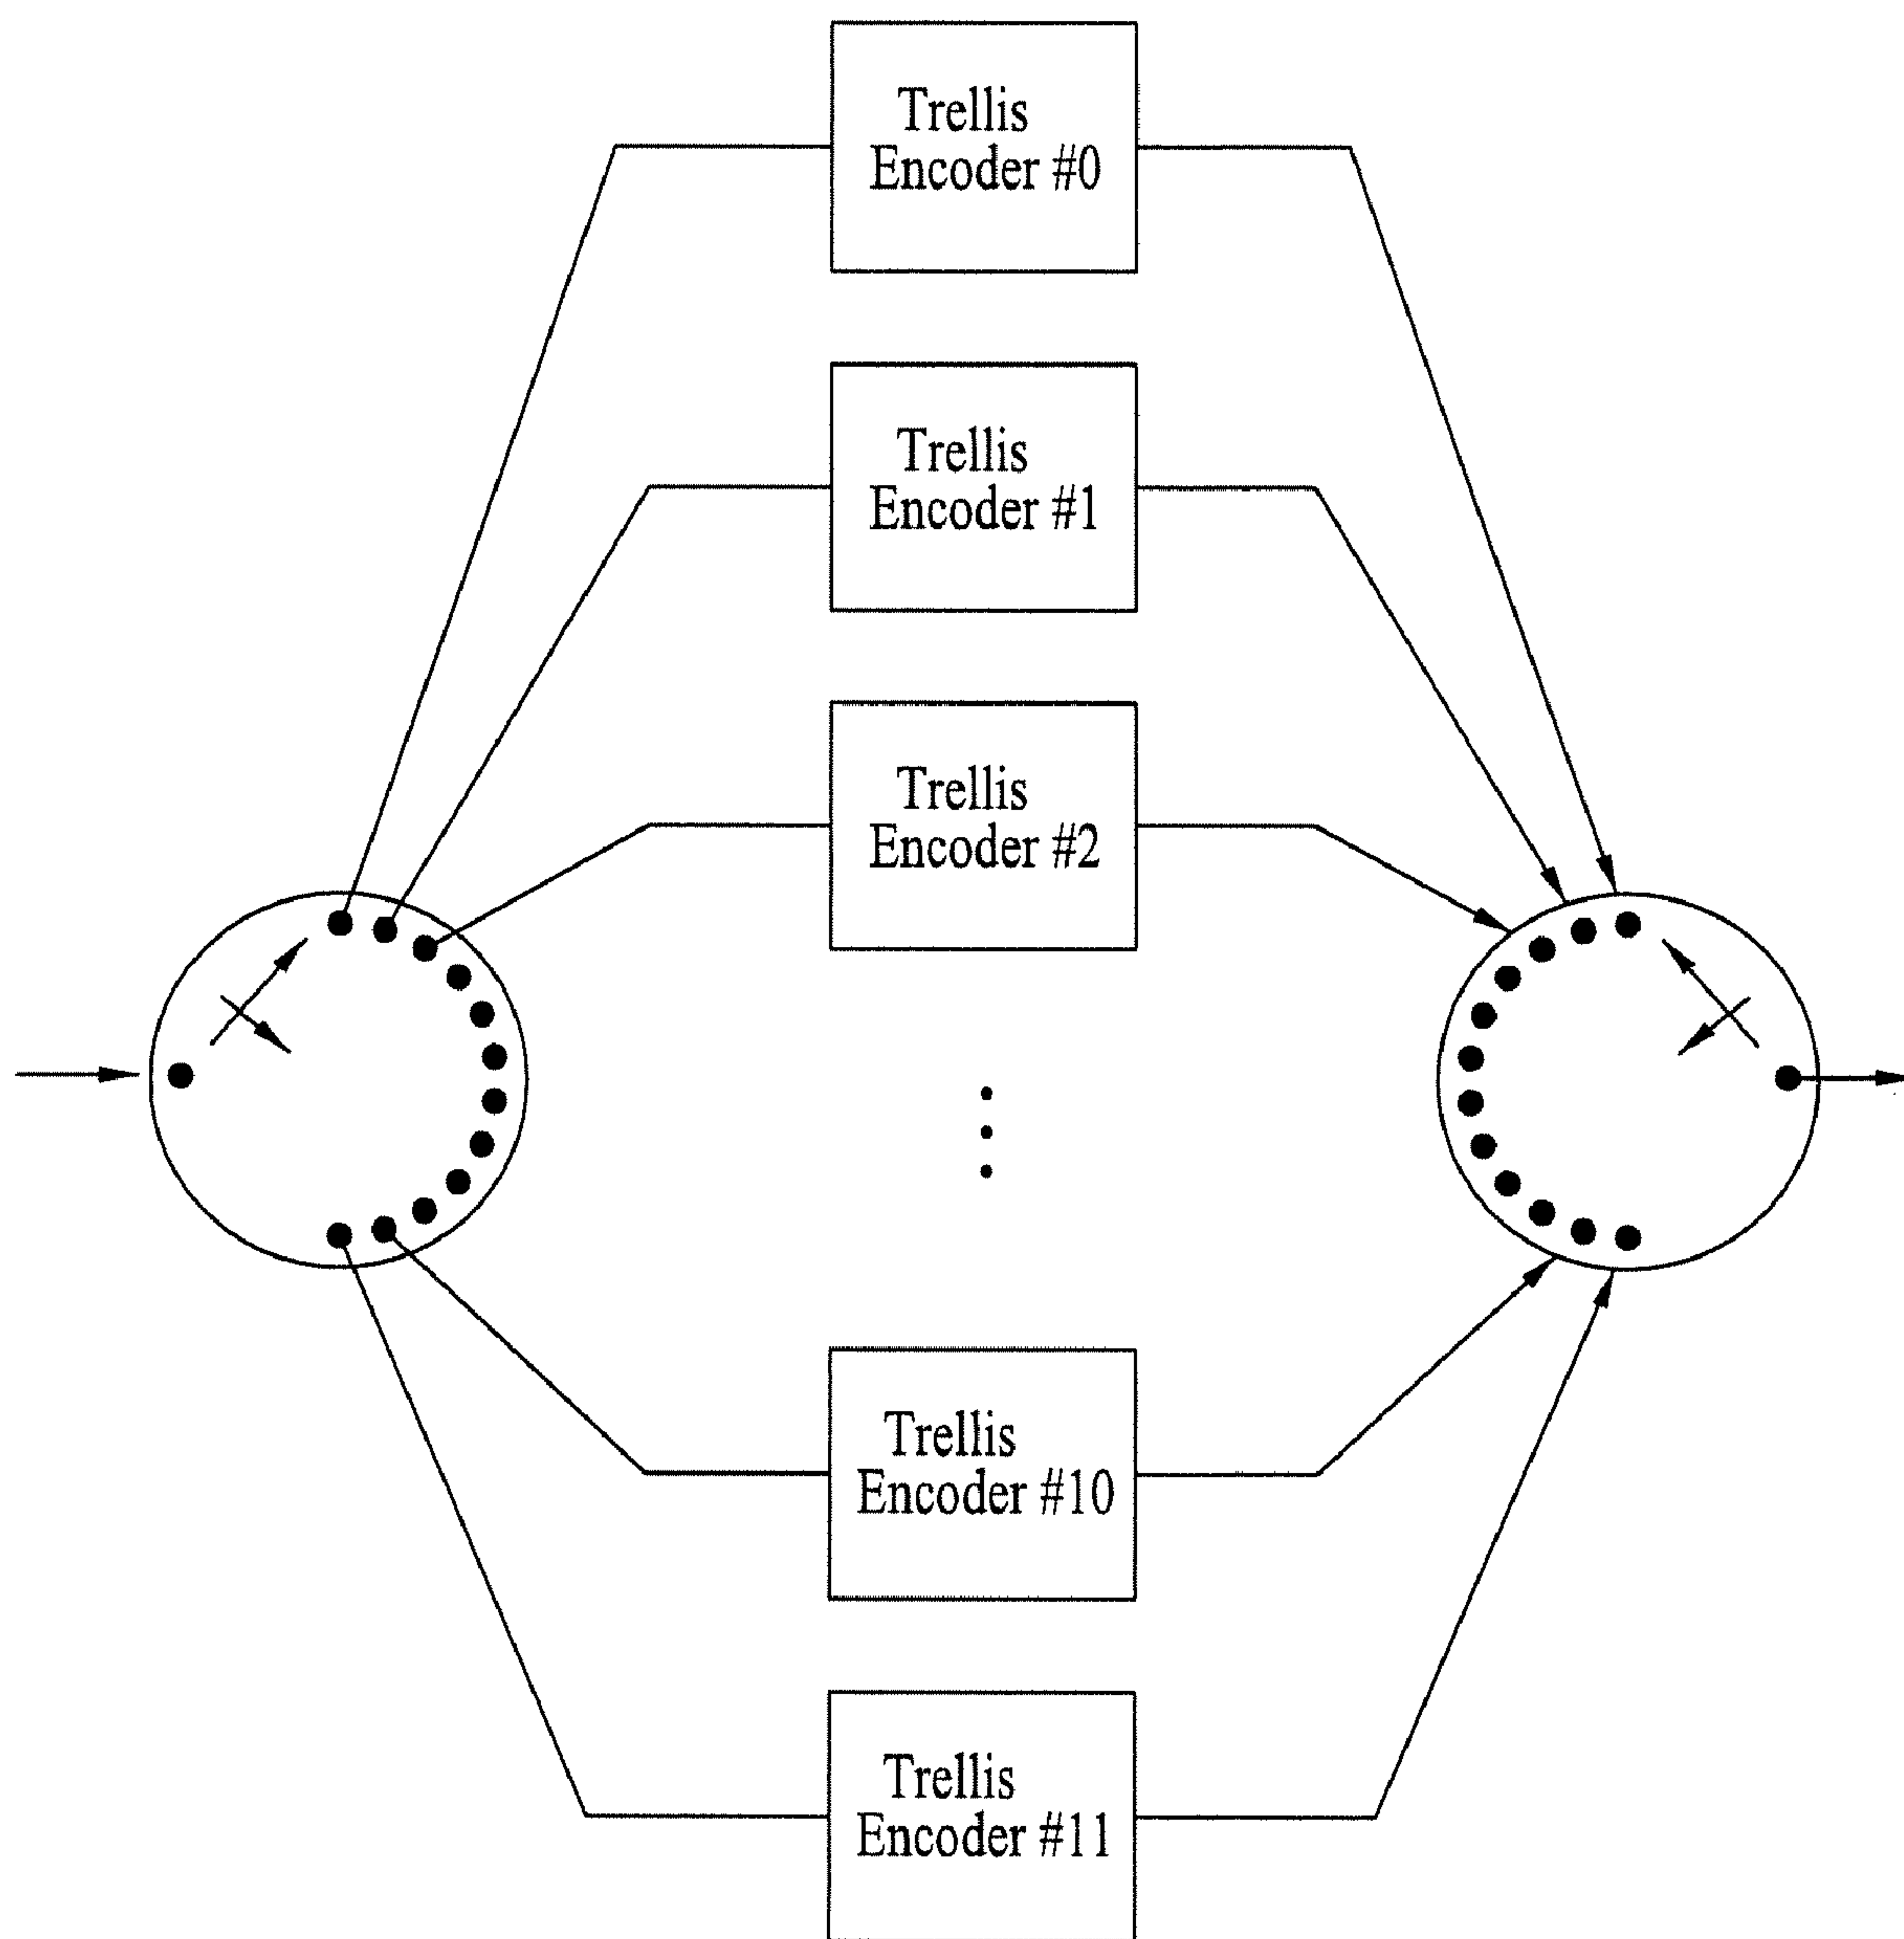 Trellis
Encoder #0
Trellis
Encoder #1
Trellis
Encoder #2
Trellis
Encoder #10
Trellis
Encoder #11